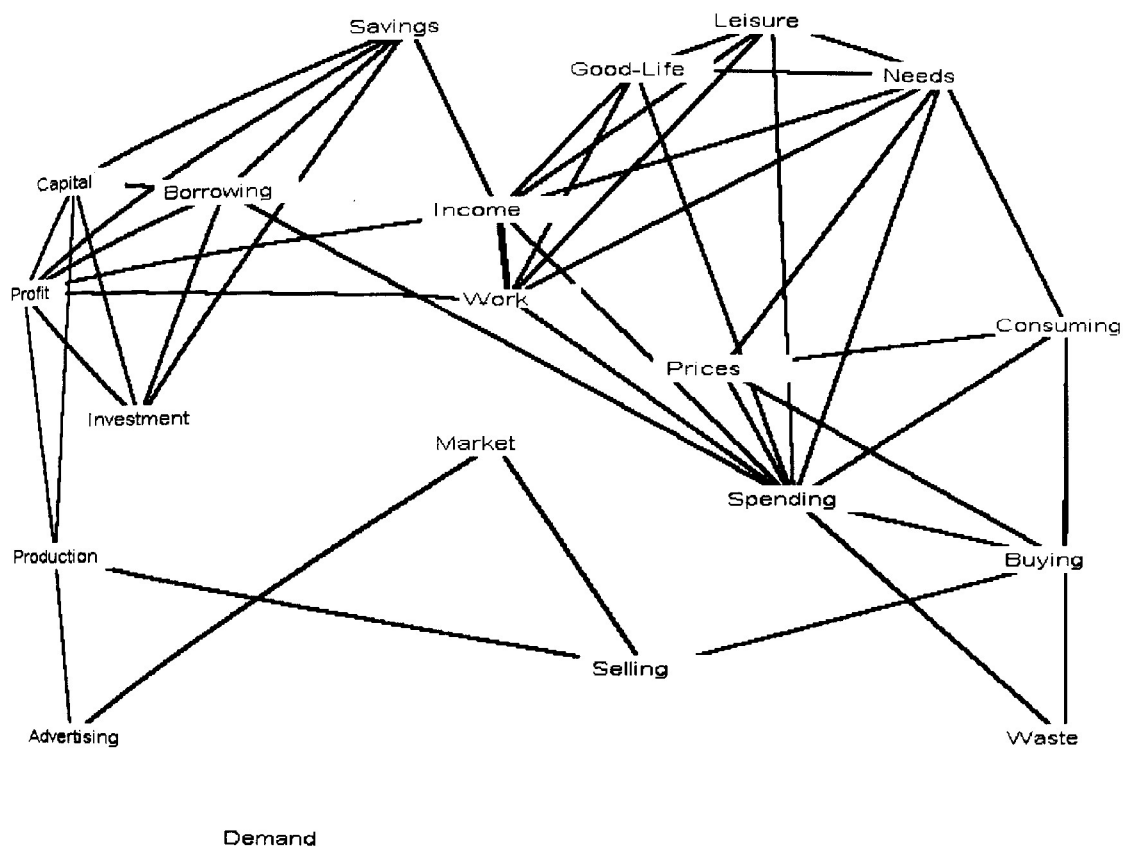 Leisure
Savings
Good-Life
Needs
Capital
Borrowing
Income
Profit
Work
Consuming
Prices
Investment
Market
Spending
Production
Buying
Selling
Advertising
Waste
Demand